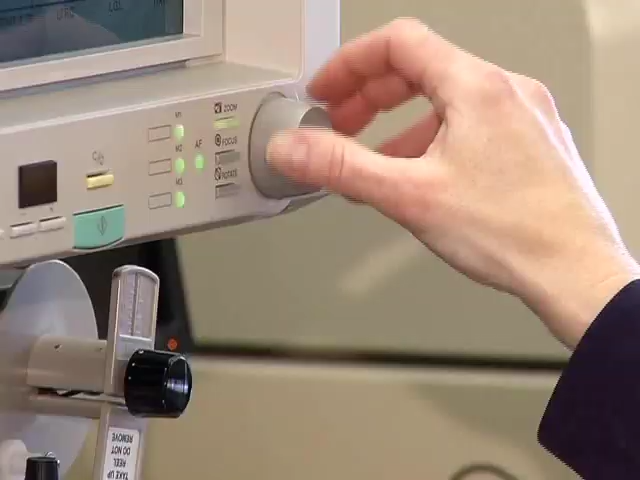 ZOOM
M1
M2
AF
FOCUS
M3
ROTATE
TAKE UP
REEL
DO NOT
REMOVE